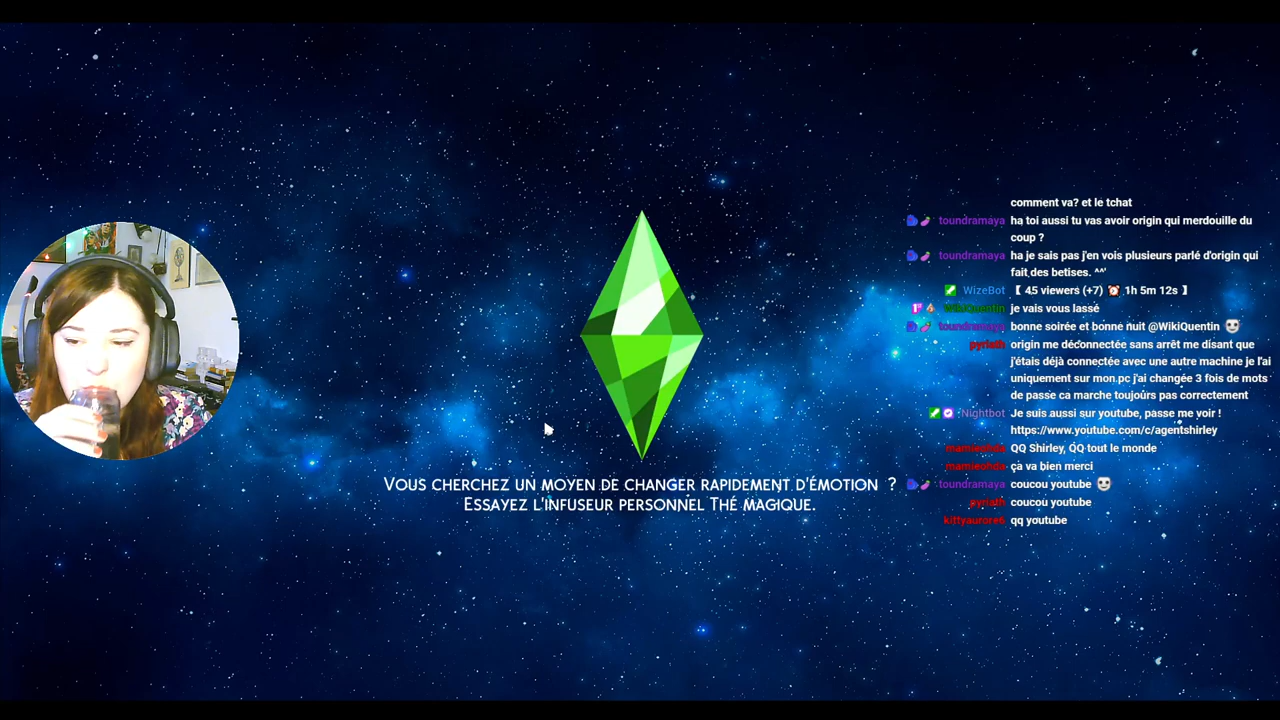 comment va? et le tchat
toundramaya ha toi aussi tu vas avoir origin qui merdouille du
coup ?
toundramaya ha je sais pas j'en vois plusieurs parlé d'origin qui
fait des betises. ^^'
WizeBot 【 45 viewers (+7) ⏰ 1h 5m 12s 】
WikiQuentin je vais vous lassé
toundramaya bonne soirée et bonne nuit @WikiQuentin
pyriath origin me déconnectée sans arrêt me disant que
j'étais déjà connectée avec une autre machine je l'ai
uniquement sur mon pc j'ai changée 3 fois de mots
de passe ca marche toujours pas correctement
Nightbot Je suis aussi sur youtube, passe me voir !
https://www.youtube.com/c/agentshirley
mamieohda QQ Shirley, QQ tout le monde
mamieohda ça va bien merci
toundramaya coucou youtube
pyriath coucou youtube
kittyaurore6 qq youtube
Vous cherchez un moyen de changer rapidement d'émotion ?
Essayez l'infuseur personnel Thé magique.